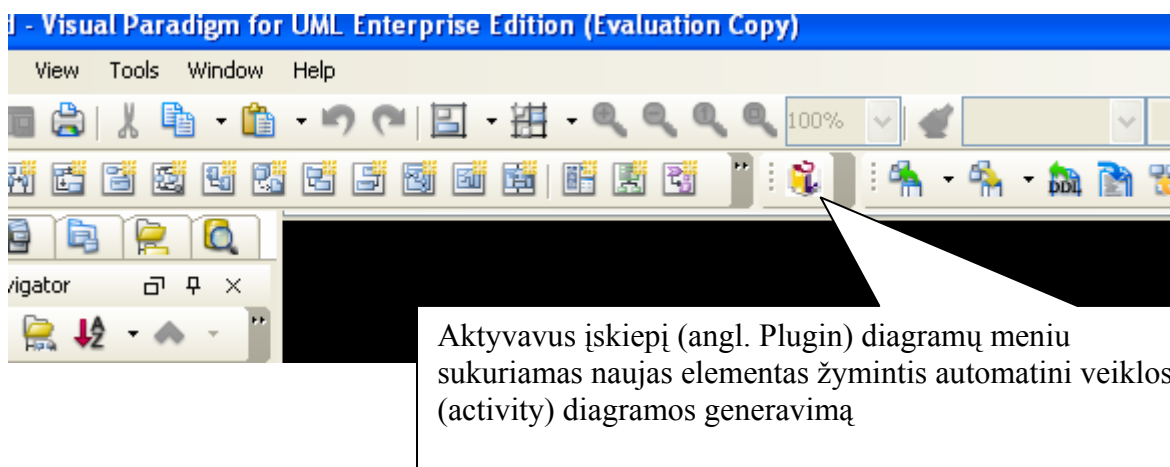 - Visual Paradigm for UML Enterprise Edition (Evaluation Copy)
View Tools Window Help
100%
DDL
vigator
A
Z
Aktyvavus įskiepį (angl. Plugin) diagramų meniu
sukuriamas naujas elementas žymintis automatini veiklos
(activity) diagramos generavimą